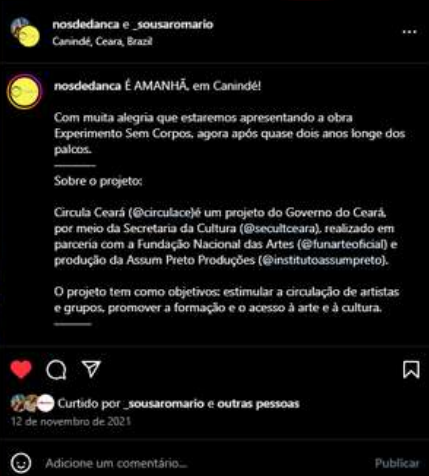 nosdedanca e _sousaromario
Canindé, Ceara, Brazil
nosdedanca É AMANHÃ, em Canindé!
Com muita alegria que estaremos apresentando a obra
Experimento Sem Corpos, agora após quase dois anos longe dos
palcos.
Sobre o projeto:
Circula Ceará (@circulace)é um projeto do Governo do Ceará,
por meio da Secretaria da Cultura (@secultceara), realizado em
parceria com a Fundação Nacional das Artes (@funarteoficial) e
produção da Assum Preto Produções (@institutoassumpreto).
O projeto tem como objetivos: estimular a circulação de artistas
e grupos, promover a formação e o acesso à arte e à cultura.
Curtido por _sousaromario e outras pessoas
12 de novembro de 2021
Adicione um comentário...
Publicar